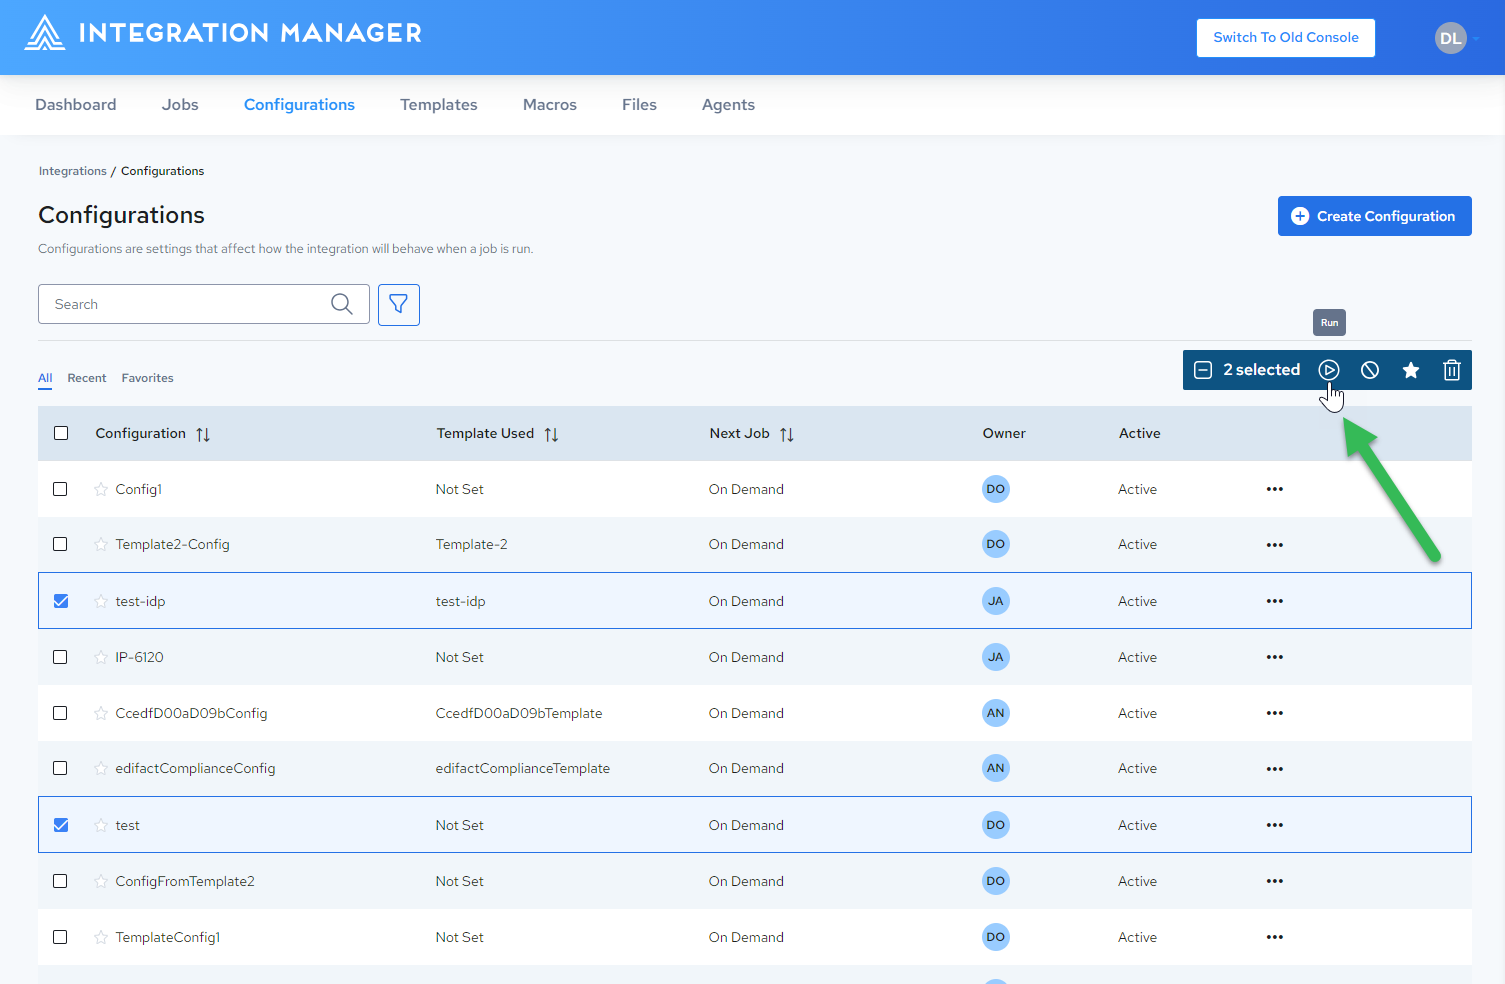 INTEGRATION MANAGER
Switch To Old Console
DL
Dashboard Jobs Configurations Templates Macros Files Agents
Integrations / Configurations
Configurations
Create Configuration
Configurations are settings that affect how the integration will behave when a job is run.
Search
Run
All Recent Favorites
2 selected
Configuration Template Used Next Job Owner Active
Config1 Not Set On Demand DO Active
Template2-Config Template-2 On Demand DO Active
test-idp test-idp On Demand JA Active
IP-6120 Not Set On Demand JA Active
CcedfD00aD09bConfig CcedfD00aD09bTemplate On Demand AN Active
edifactComplianceConfig edifactComplianceTemplate On Demand AN Active
test Not Set On Demand DO Active
ConfigFromTemplate2 Not Set On Demand DO Active
TemplateConfig1 Not Set On Demand DO Active